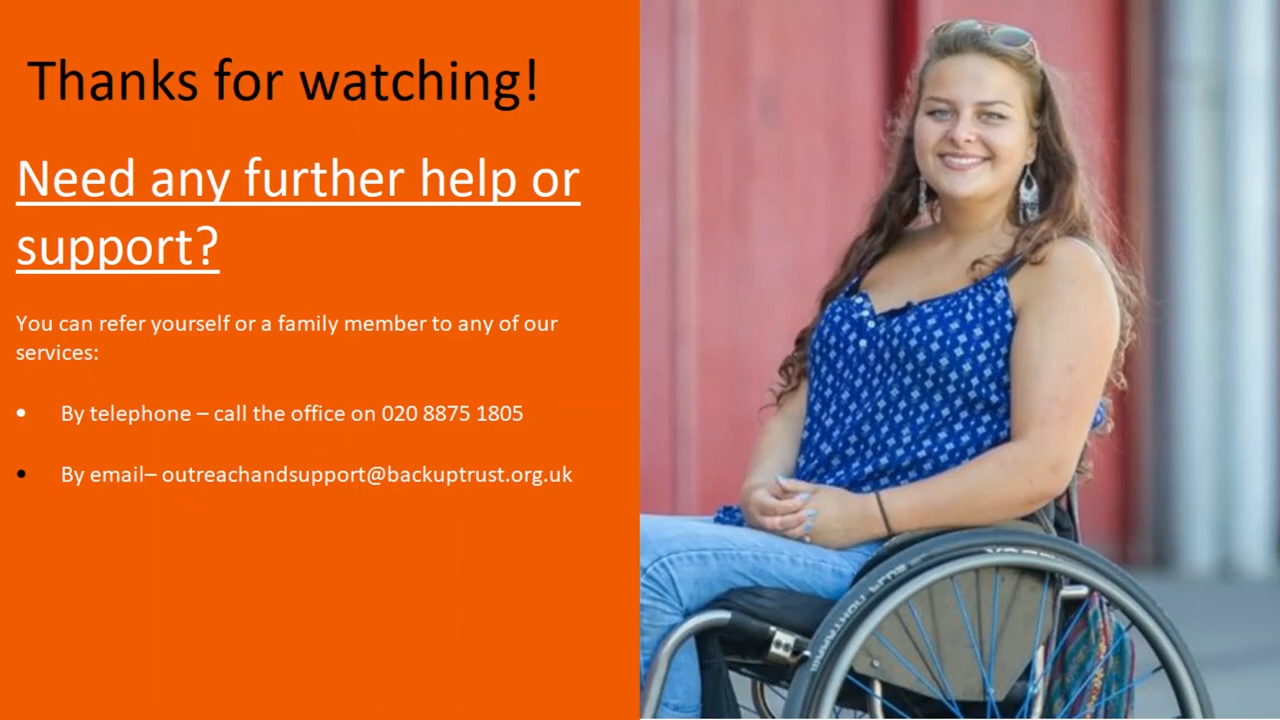 Thanks for watching!
Need any further help or
support?
You can refer yourself or a family member to any of our
services:
• By telephone – call the office on 020 8875 1805
• By email– outreachandsupport@backuptrust.org.uk